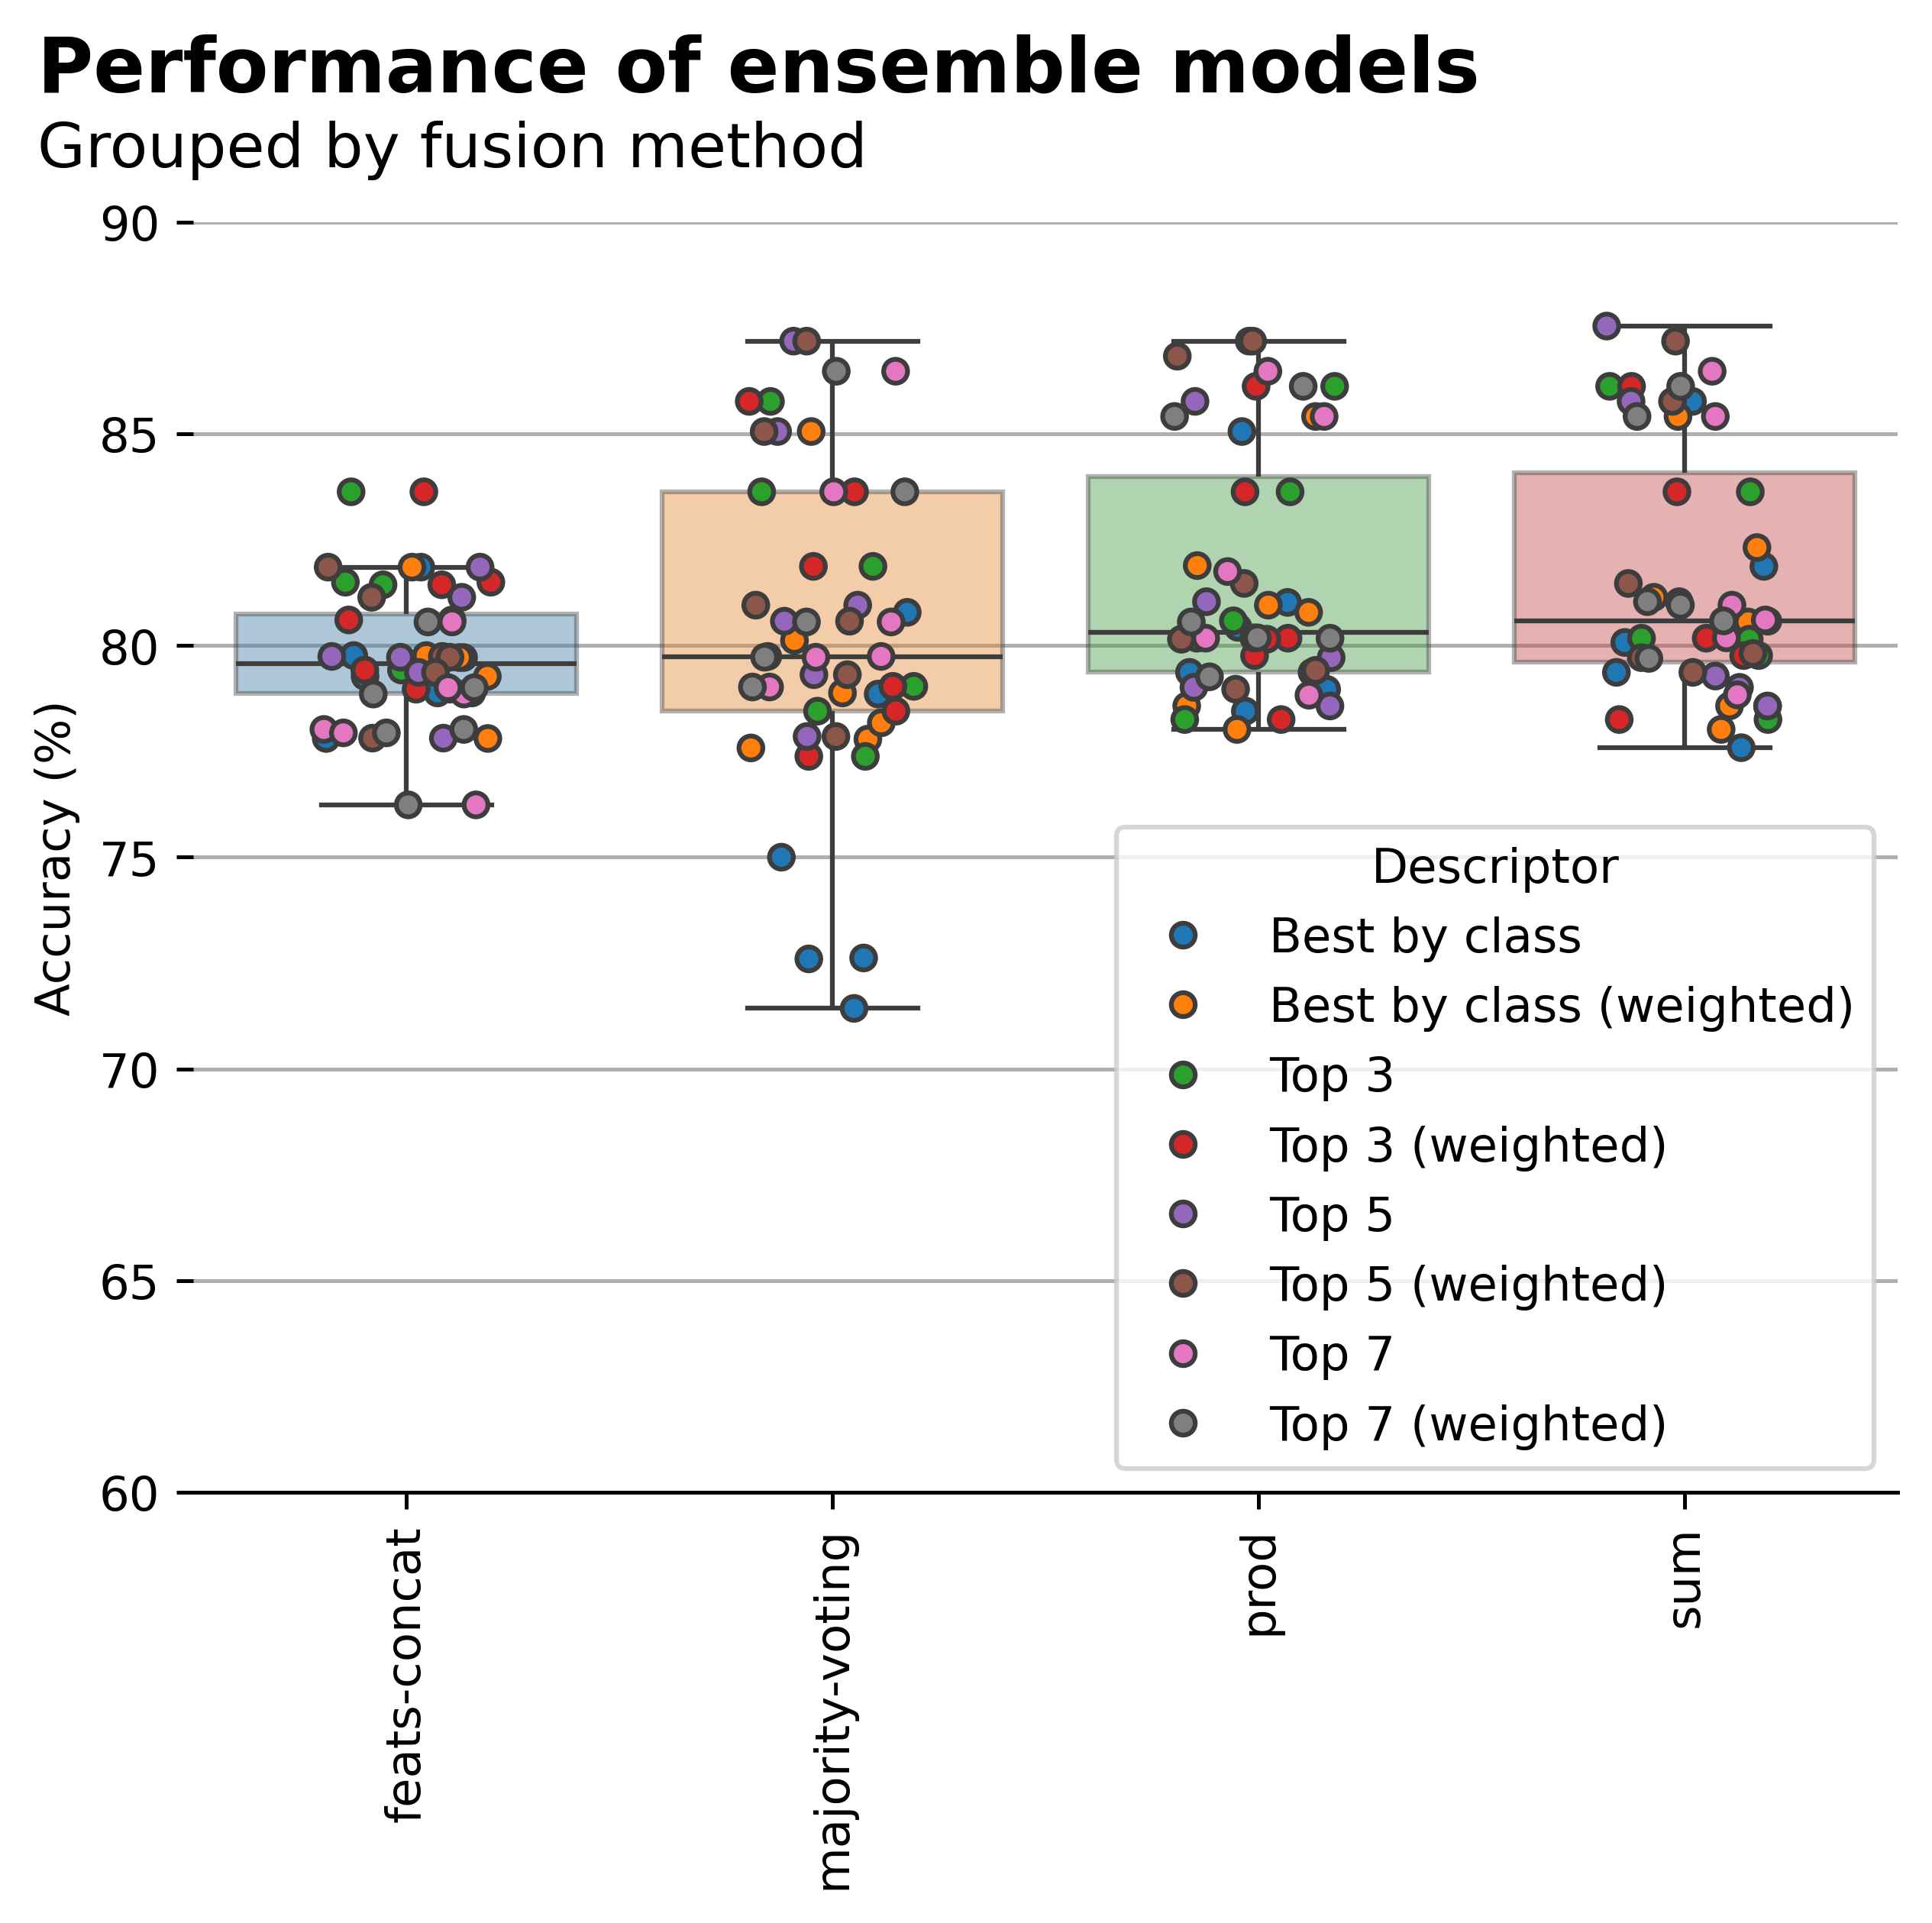 Performance of ensemble models
Grouped by fusion method
Accuracy (%)
90
85
80
75
70
65
60
Descriptor
Best by class
Best by class (weighted)
Top 3
Top 3 (weighted)
Top 5
Top 5 (weighted)
Top 7
Top 7 (weighted)
feats-concat
majority-voting
prod
sum